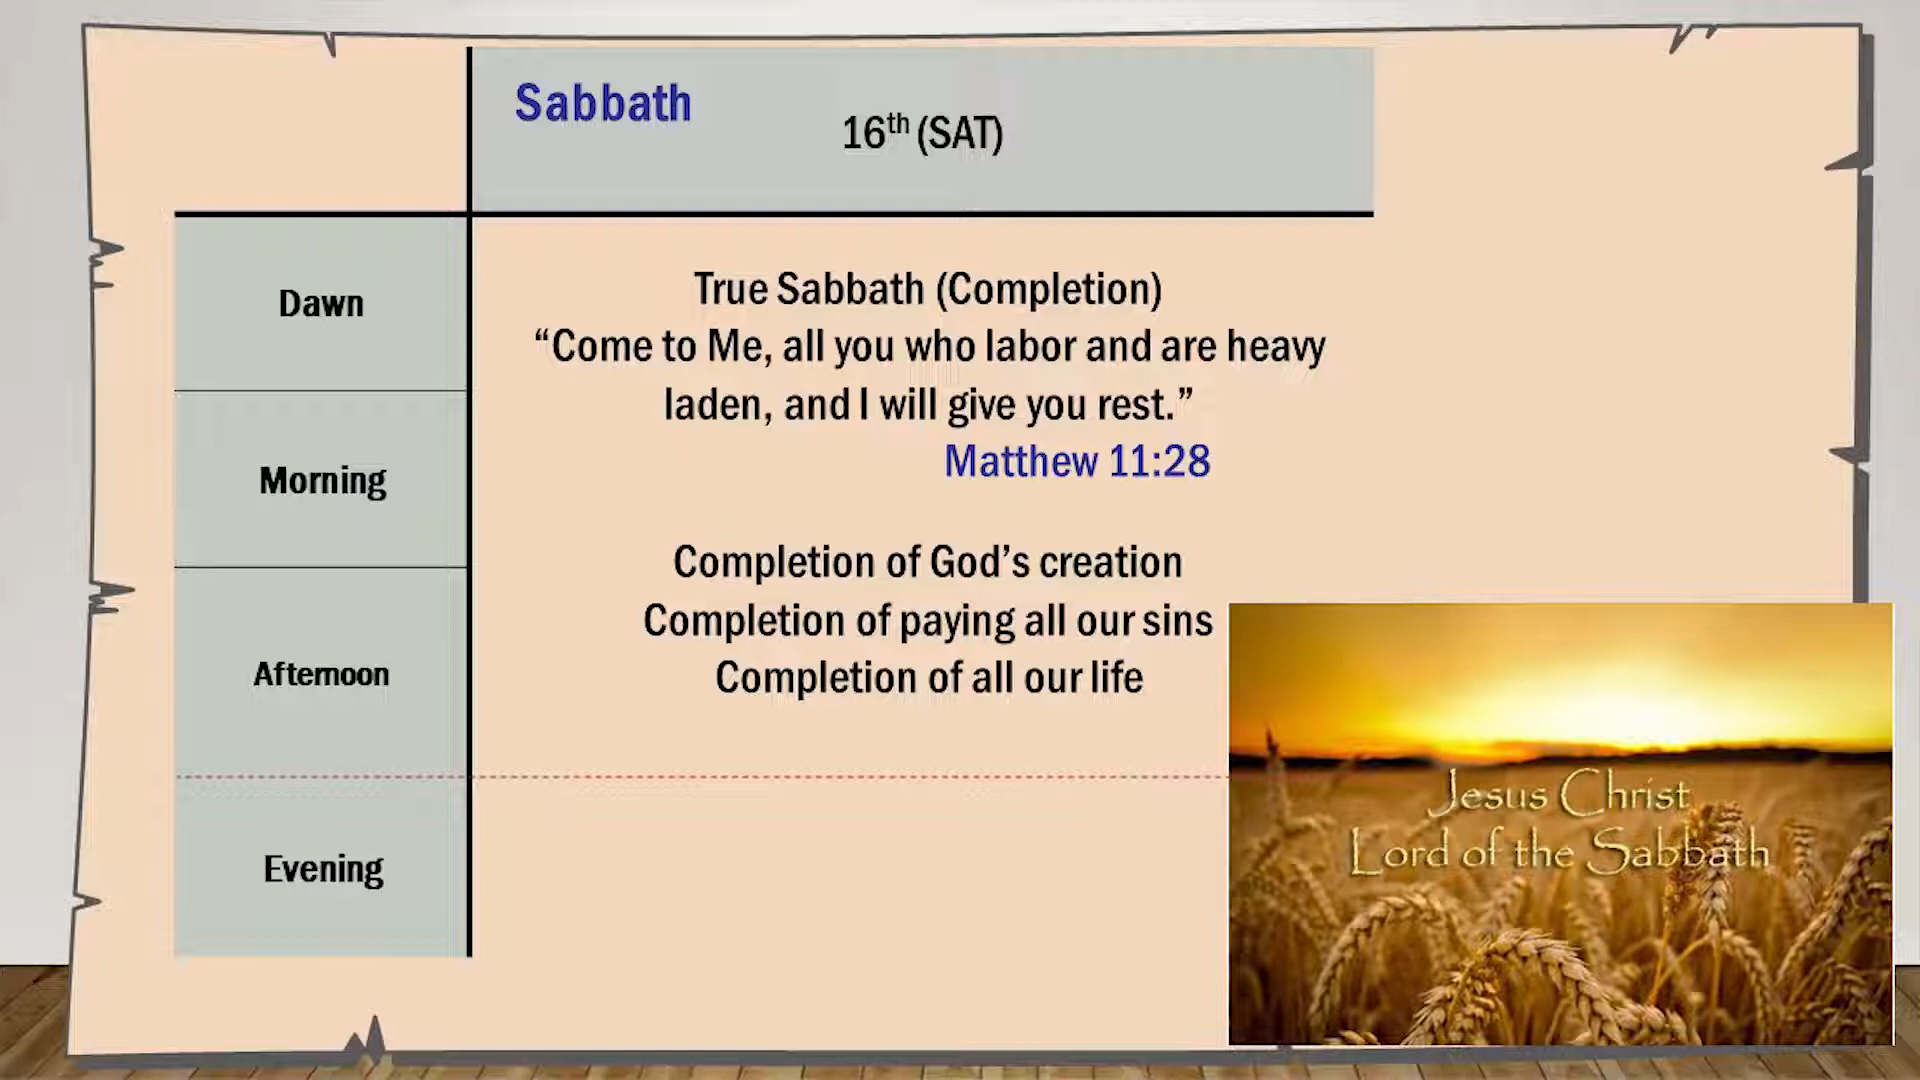 Sabbath
16th (SAT)
Dawn
True Sabbath (Completion)
“Come to Me, all you who labor and are heavy
laden, and I will give you rest.”
Matthew 11:28
Morning
Completion of God’s creation
Completion of paying all our sins
Completion of all our life
Afternoon
Evening
Jesus Christ
Lord of the Sabbath